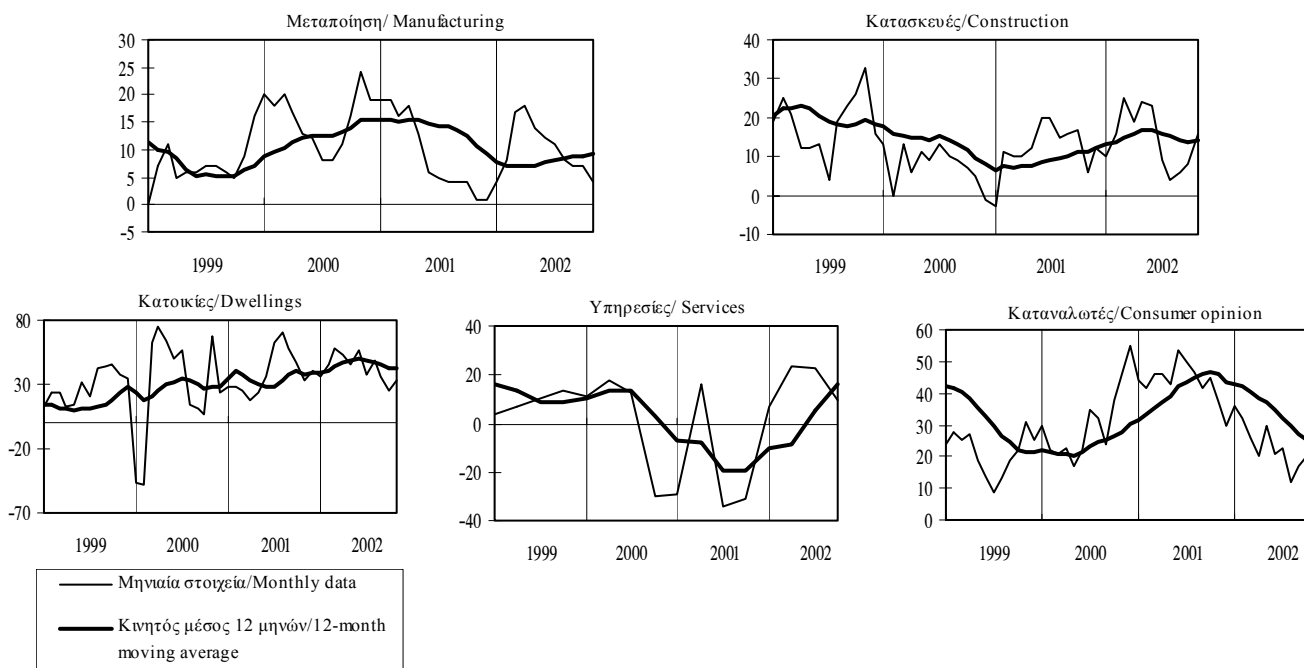 Μεταποίηση/ Manufacturing
30
25
20
15
10
5
0
-5
1999 2000 2001 2002
Κατασκευές/Construction
40
30
20
10
0
-10
1999 2000 2001 2002
Κατοικίες/Dwellings
80
30
-20
-70
1999 2000 2001 2002
Υπηρεσίες/ Services
40
20
0
-20
-40
1999 2000 2001 2002
Καταναλωτές/Consumer opinion
60
50
40
30
20
10
0
1999 2000 2001 2002
Μηνιαία στοιχεία/Monthly data
Κινητός μέσος 12 μηνών/12-month
moving average